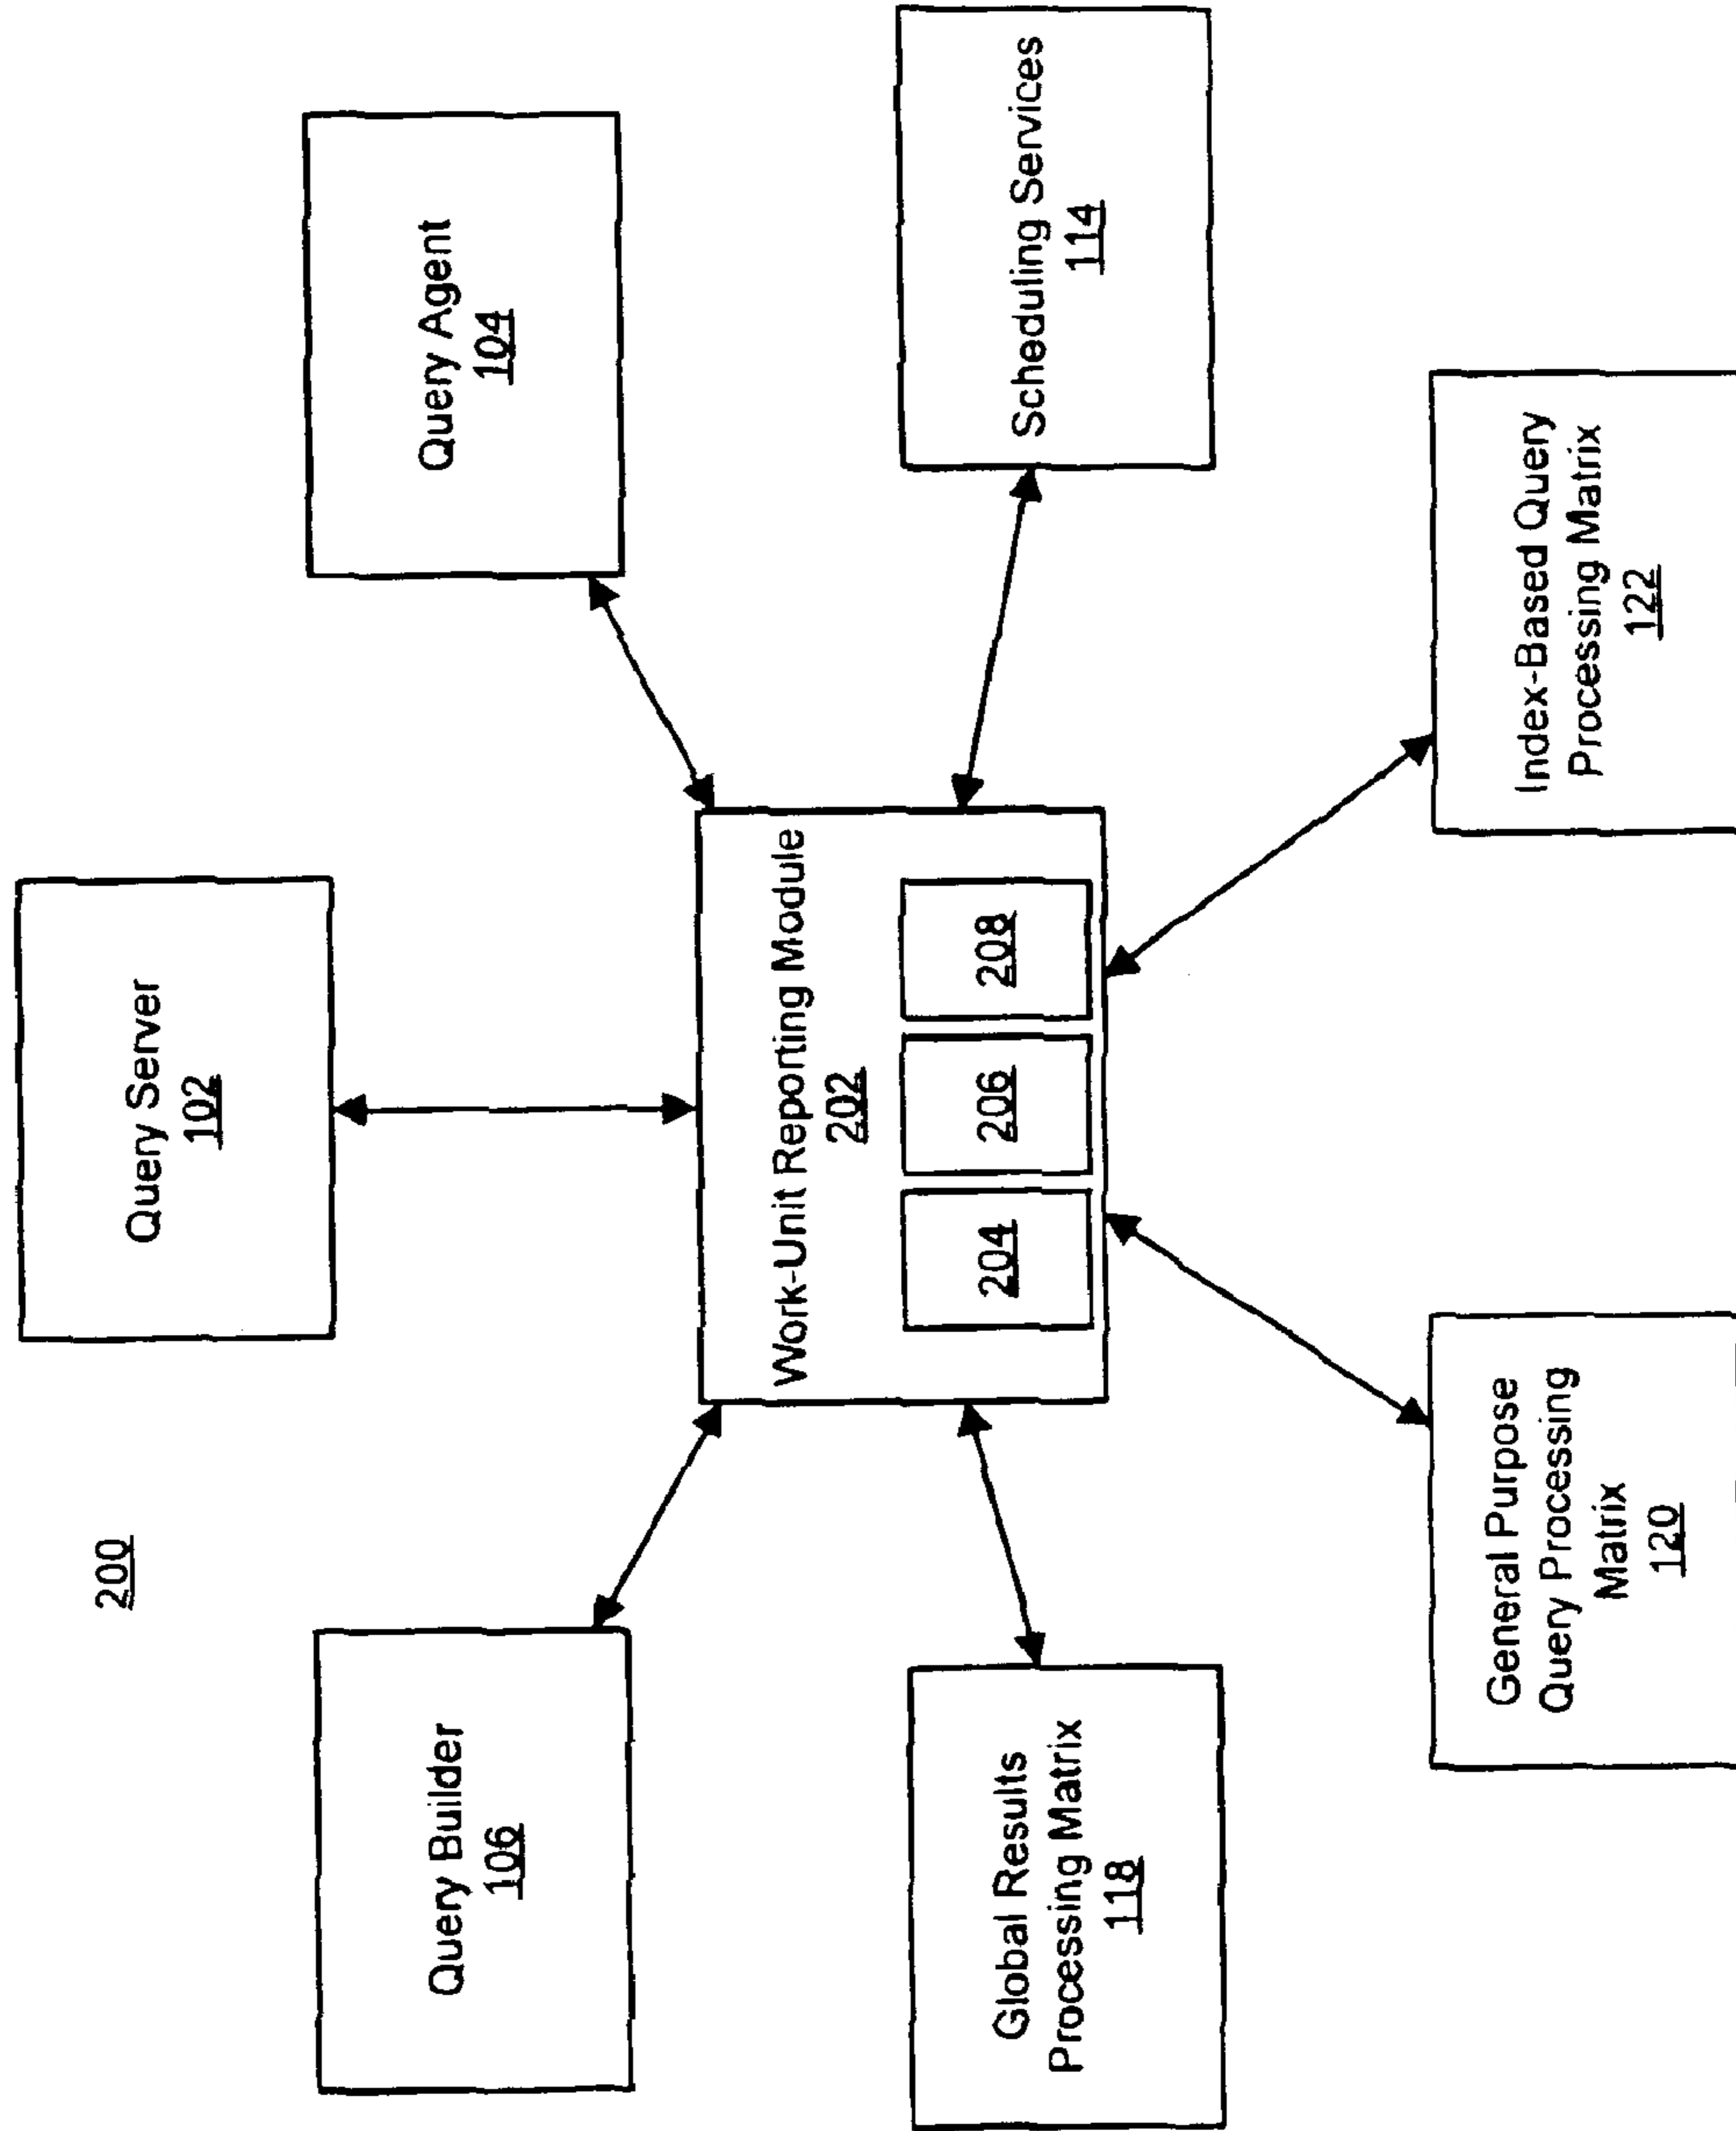 200
Query Server
102
Query Builder
106
Query Agent
104
Work-Unit Reporting Module
202
204
206
208
Global Results
Processing Matrix
118
Scheduling Services
114
General Purpose
Query Processing
Matrix
120
Index-Based Query
Processing Matrix
122